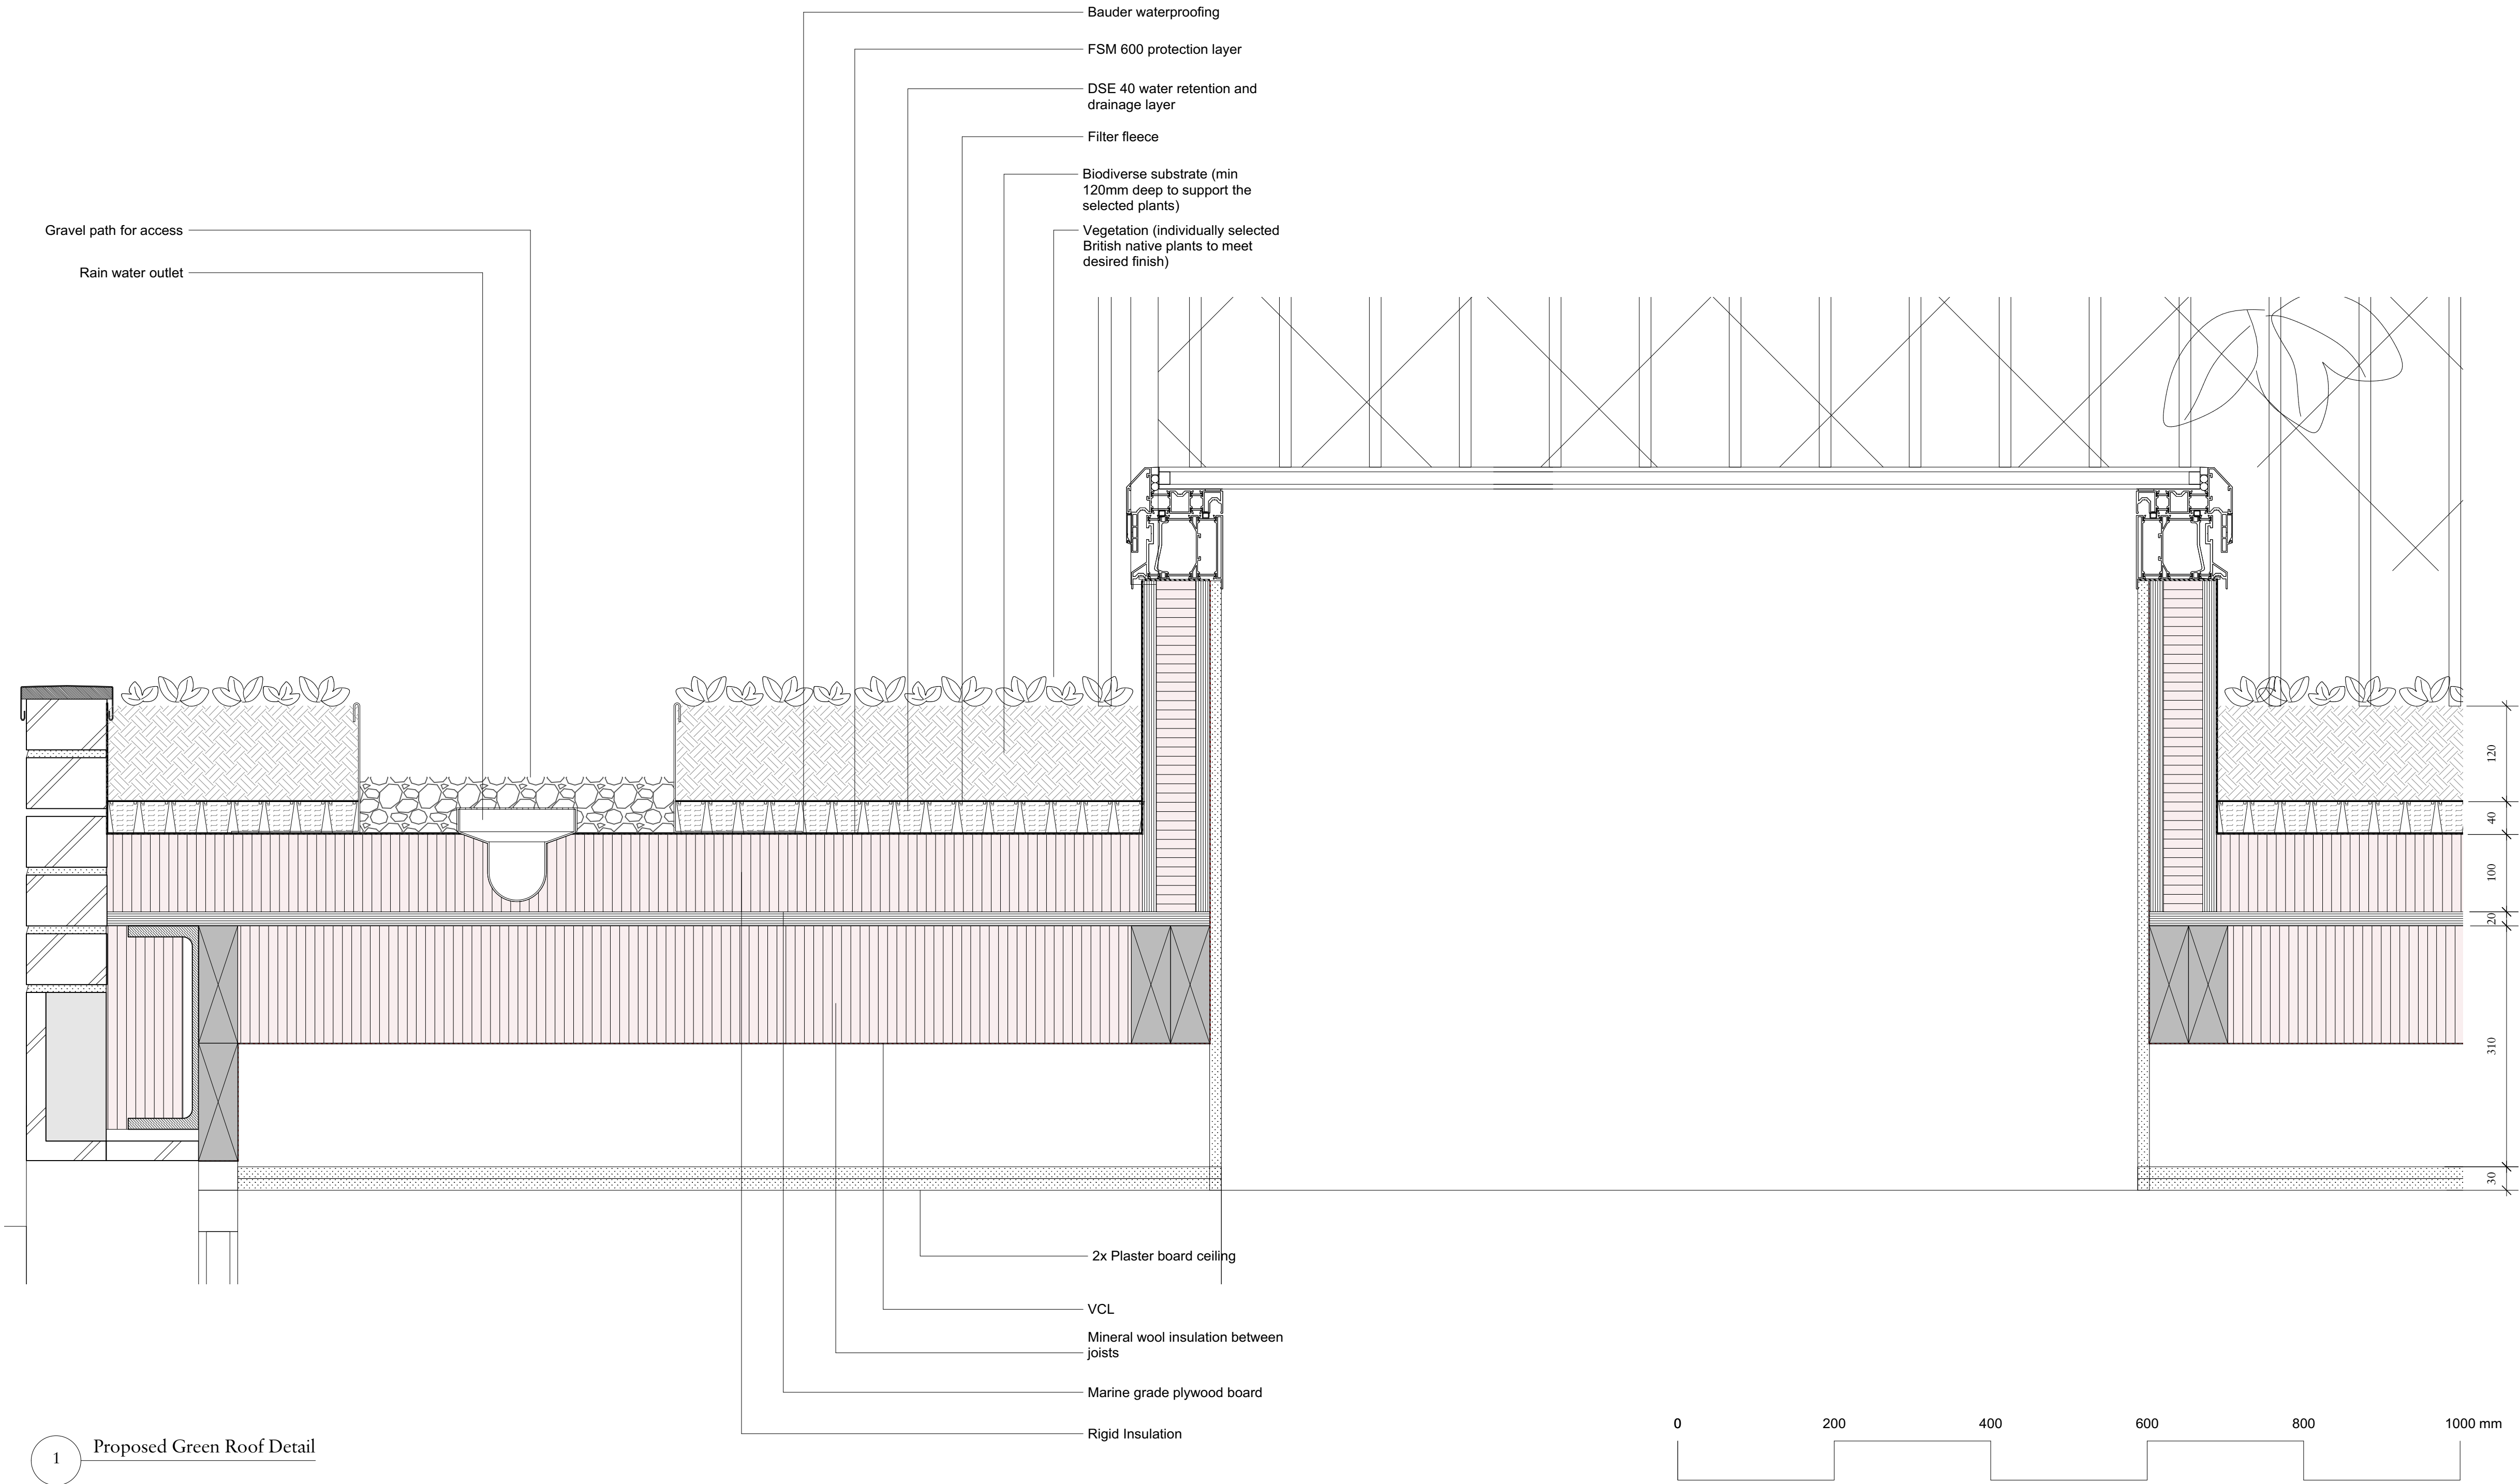 Bauder waterproofing
FSM 600 protection layer
DSE 40 water retention and
drainage layer
Filter fleece
Biodiverse substrate (min
120mm deep to support the
selected plants)
Vegetation (individually selected
British native plants to meet
desired finish)
Gravel path for access
Rain water outlet
120
40
100
20
310
30
2x Plaster board ceiling
VCL
Mineral wool insulation between
joists
Marine grade plywood board
Rigid Insulation
1
Proposed Green Roof Detail
0 200 400 600 800 1000 mm